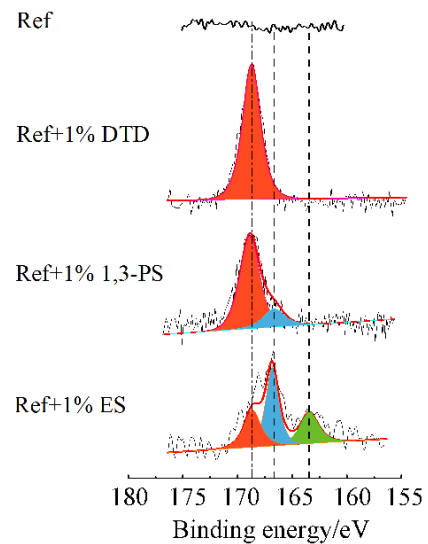 Ref
Ref+1% DTD
Ref+1% 1,3-PS
Ref+1% ES
180 175 170 165 160 155
Binding energy/eV